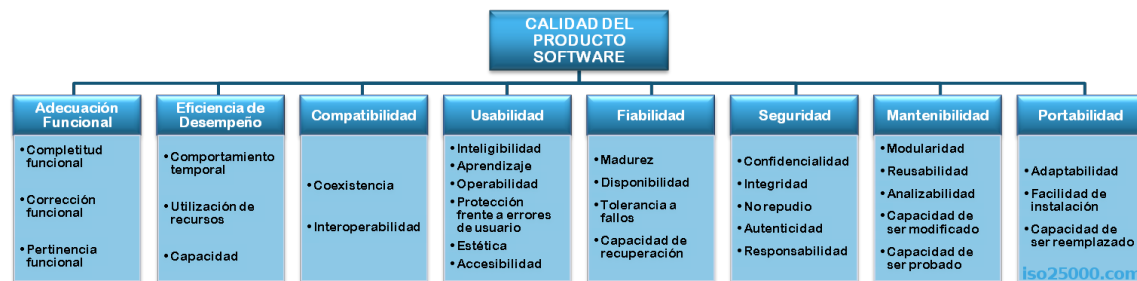 CALIDAD DEL
PRODUCTO
SOFTWARE
Adecuación
Funcional
• Completitud
funcional
• Corrección
funcional
• Pertinencia
funcional
Eficiencia de
Desempeño
• Comportamiento
temporal
• Utilización de
recursos
• Capacidad
Compatibilidad
• Coexistencia
• Interoperabilidad
Usabilidad
• Inteligibilidad
• Aprendizaje
• Operabilidad
• Protección
frente a errores
de usuario
• Estética
• Accesibilidad
Fiabilidad
• Madurez
• Disponibilidad
• Tolerancia a
fallos
• Capacidad de
recuperación
Seguridad
• Confidencialidad
• Integridad
• No repudio
• Autenticidad
• Responsabilidad
Mantenibilidad
• Modularidad
• Reusabilidad
• Analizabilidad
• Capacidad de
ser modificado
• Capacidad de
ser probado
Portabilidad
• Adaptabilidad
• Facilidad de
instalación
• Capacidad de
ser reemplazado
iso25000.com